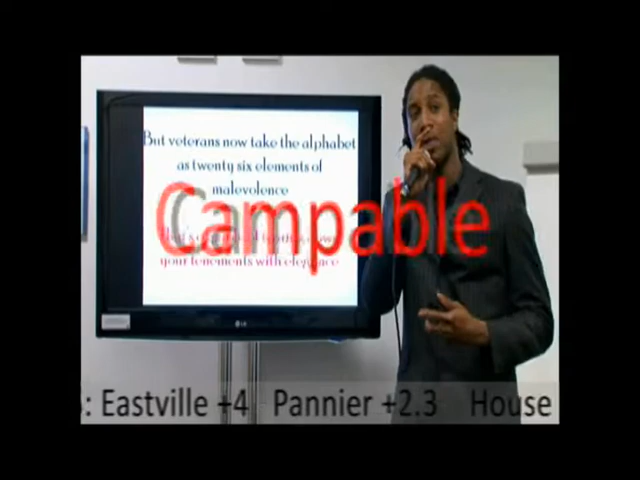 But veterans now take the alphabet
as twenty six elements of
malevolence
Campable
your tenements with elegance
LG
: Eastville +4 Pannier +2.3 House